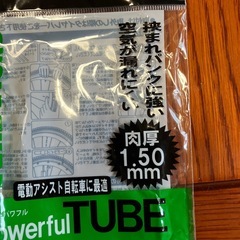 挟まれパンクに強い
空気が漏れにくい
肉厚
1.50
mm
電動アシスト自転車に最適
パワフル
owerful TUBE